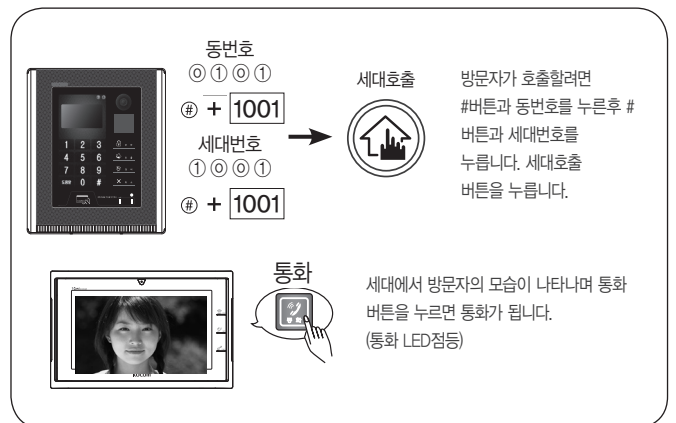 동번호
⓪①⓪①
# + 1001
세대번호
①⓪⓪①
# + 1001
세대호출
방문자가 호출할려면
#버튼과 동번호를 누른후 #
버튼과 세대번호를
누릅니다. 세대호출
버튼을 누릅니다.
1 2 3
4 5 6
7 8 9
0 #
통화
세대에서 방문자의 모습이 나타나며 통화
버튼을 누르면 통화가 됩니다.
(통화 LED점등)
KOCOM